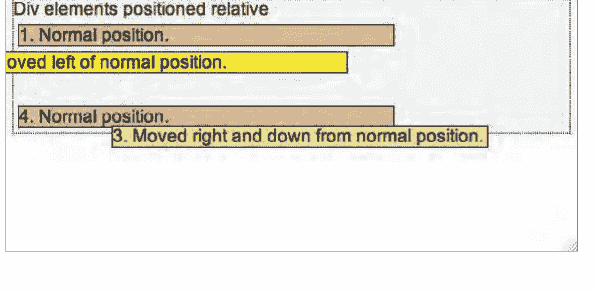 Div elements positioned relative
1. Normal position.
oved left of normal position.
4. Normal position.
3. Moved right and down from normal position.